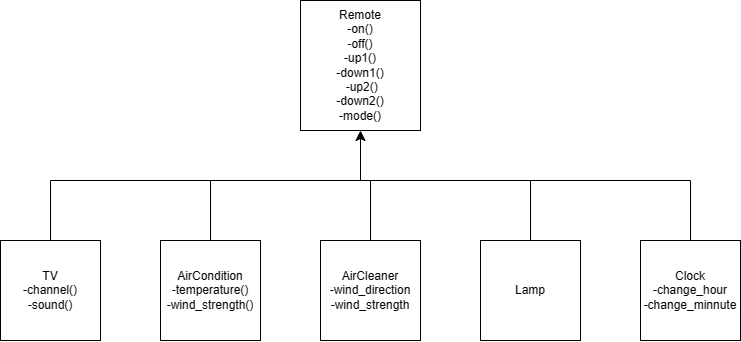 Remote
-on()
-off()
-up1()
-down1()
-up2()
-down2()
-mode()
TV
-channel()
-sound()
AirCondition
-temperature()
-wind_strength()
AirCleaner
-wind_direction
-wind_strength
Lamp
Clock
-change_hour
-change_minnute